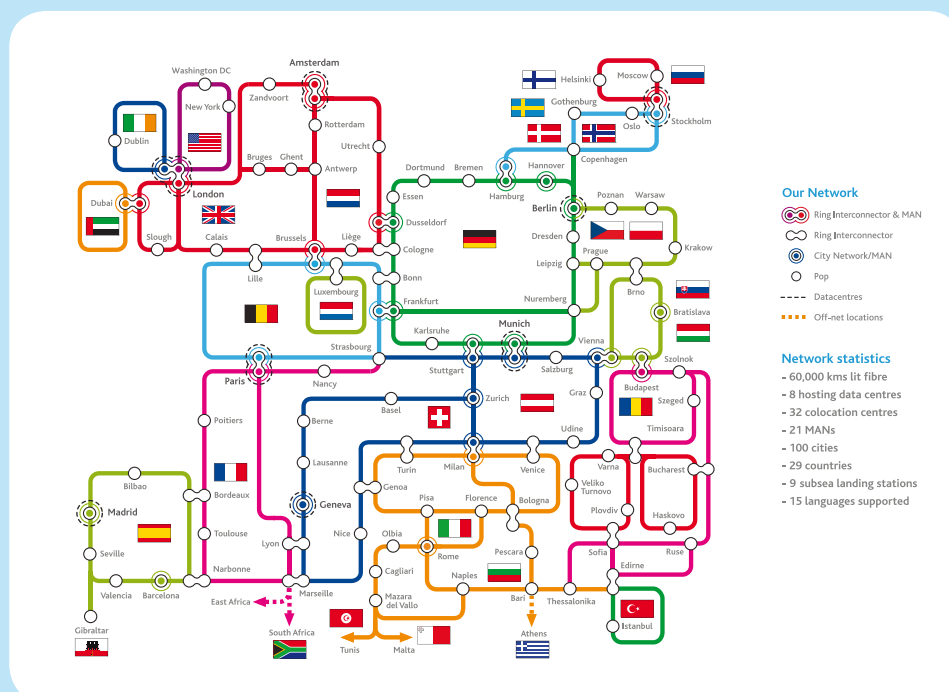 Washington DC
New York
Dublin
Amsterdam
Zandvoort
Rotterdam
Utrecht
Bruges
Ghent
Antwerp
London
Dubai
Slough
Calais
Lille
Brussels
Liège
Luxembourg
Dusseldorf
Cologne
Essen
Dortmund
Bremen
Hamburg
Hannover
Copenhagen
Gothenburg
Helsinki
Moscow
Oslo
Stockholm
Berlin
Poznan
Warsaw
Dresden
Prague
Krakow
Leipzig
Brno
Nuremberg
Bratislava
Bonn
Frankfurt
Karlsruhe
Munich
Vienna
Strasbourg
Stuttgart
Salzburg
Szolnok
Budapest
Paris
Nancy
Graz
Szeged
Timisoara
Zurich
Basel
Berne
Udine
Poitiers
Turin
Milan
Venice
Varna
Bucharest
Lausanne
Genoa
Pisa
Florence
Bologna
Veliko
Turnovo
Plovdiv
Haskovo
Bilbao
Bordeaux
Madrid
Geneva
Toulouse
Nice
Olbia
Rome
Pescara
Sofia
Ruse
Seville
Lyon
Narbonne
Cagliari
Naples
Edirne
Valencia
Barcelona
Marseille
Mazara
del Vallo
Bari
Thessalonika
East Africa
Istanbul
Gibraltar
South Africa
Tunis
Malta
Athens
Our Network
Ring Interconnector & MAN
Ring Interconnector
City Network/MAN
Pop
Datacentres
Off-net locations
Network statistics
- 60,000 kms lit fibre
- 8 hosting data centres
- 32 colocation centres
- 21 MANs
- 100 cities
- 29 countries
- 9 subsea landing stations
- 15 languages supported